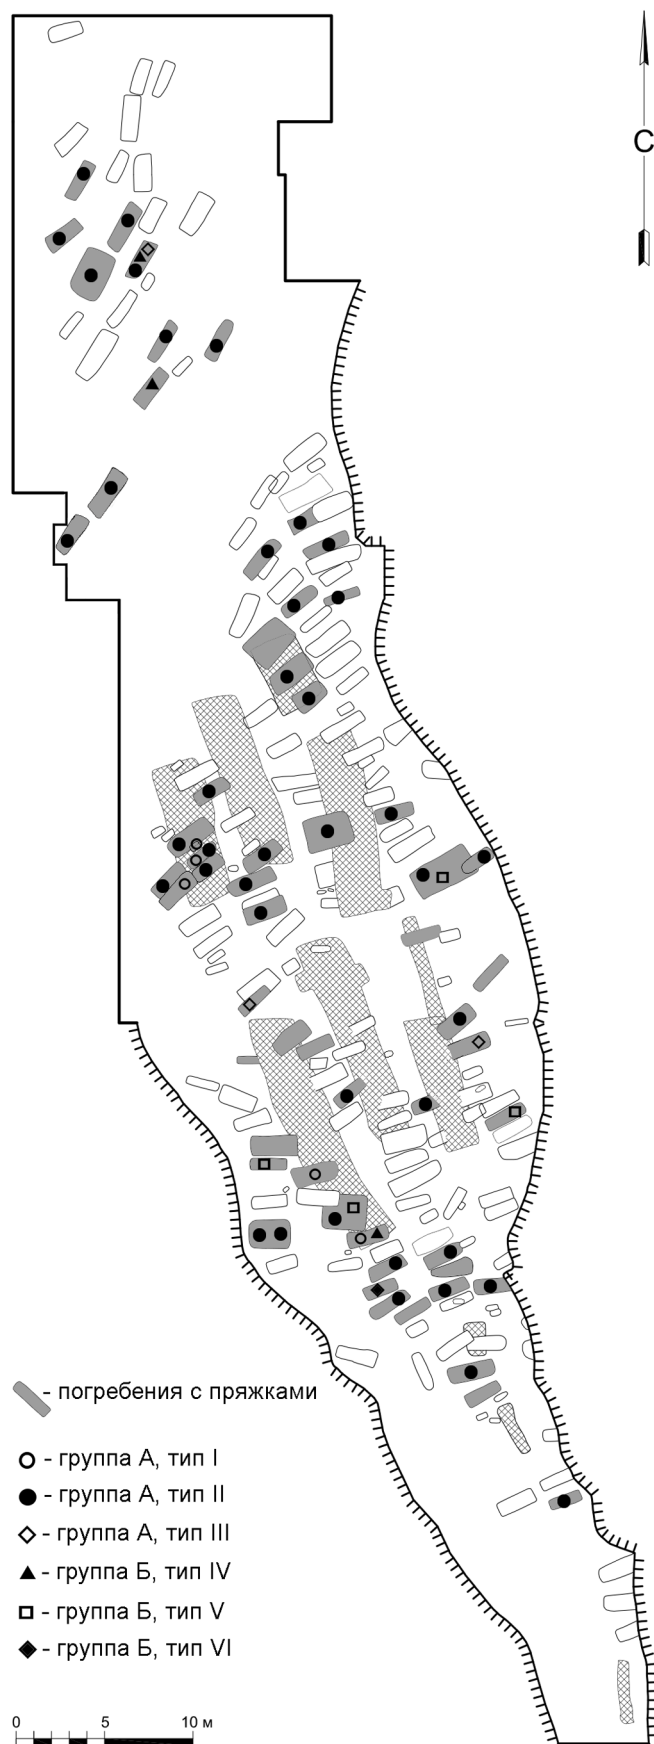 С
- погребения с пряжками
- группа А, тип I
- группа А, тип II
- группа А, тип III
- группа Б, тип IV
- группа Б, тип V
- группа Б, тип VI
0 5 10 м